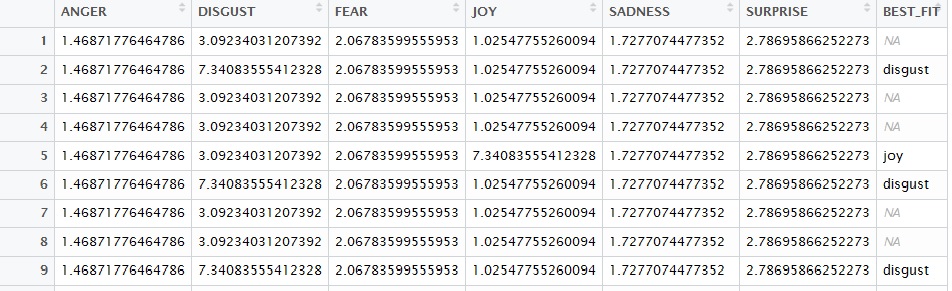 ANGER DISGUST FEAR JOY SADNESS SURPRISE BEST_FIT
1 1.46871776464786 3.09234031207392 2.06783599555953 1.02547755260094 1.7277074477352 2.78695866252273 NA
2 1.46871776464786 7.34083555412328 2.06783599555953 1.02547755260094 1.7277074477352 2.78695866252273 disgust
3 1.46871776464786 3.09234031207392 2.06783599555953 1.02547755260094 1.7277074477352 2.78695866252273 NA
4 1.46871776464786 3.09234031207392 2.06783599555953 1.02547755260094 1.7277074477352 2.78695866252273 NA
5 1.46871776464786 3.09234031207392 2.06783599555953 7.34083555412328 1.7277074477352 2.78695866252273 joy
6 1.46871776464786 7.34083555412328 2.06783599555953 1.02547755260094 1.7277074477352 2.78695866252273 disgust
7 1.46871776464786 3.09234031207392 2.06783599555953 1.02547755260094 1.7277074477352 2.78695866252273 NA
8 1.46871776464786 3.09234031207392 2.06783599555953 1.02547755260094 1.7277074477352 2.78695866252273 NA
9 1.46871776464786 7.34083555412328 2.06783599555953 1.02547755260094 1.7277074477352 2.78695866252273 disgust